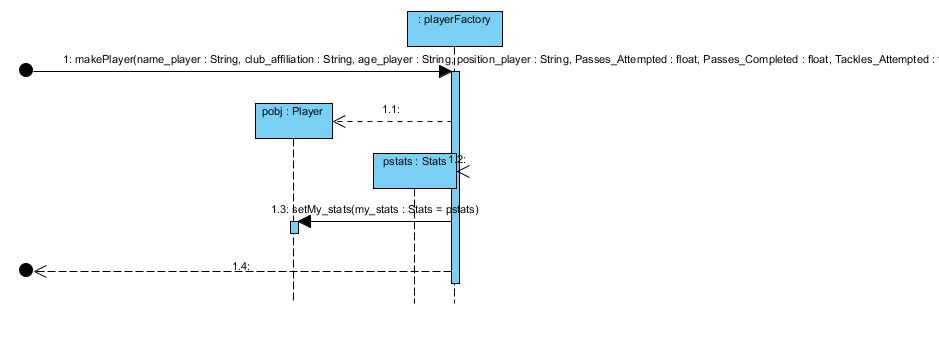 : playerFactory
1: makePlayer(name_player : String, club_affiliation : String, age_player : String, position_player : String, Passes_Attempted : float, Passes_Completed : float, Tackles_Attempted :
1.1:
pobj : Player
pstats : Stats
1.2:
1.3: setMy_stats(my_stats : Stats = pstats)
1.4: